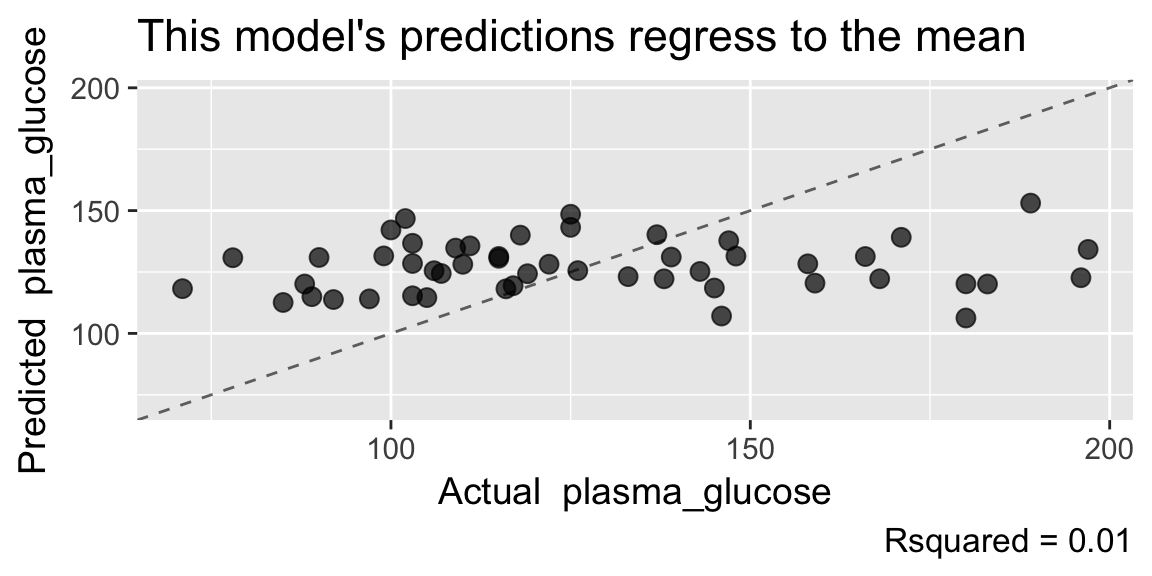 This model's predictions regress to the mean
Predicted  plasma_glucose
200
150
100
100
150
200
Actual  plasma_glucose
Rsquared = 0.01